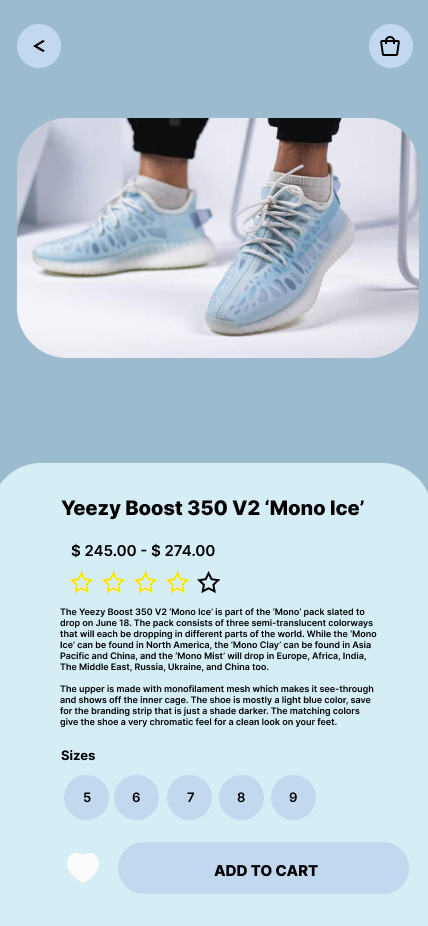 <
Yeezy Boost 350 V2 ‘Mono Ice’
$ 245.00 - $ 274.00
The Yeezy Boost 350 V2 ‘Mono Ice’ is part of the ‘Mono’ pack slated to
drop on June 18. The pack consists of three semi-translucent colorways
that will each be dropping in different parts of the world. While the ‘Mono
Ice’ can be found in North America, the ‘Mono Clay’ can be found in Asia
Pacific and China, and the ‘Mono Mist’ will drop in Europe, Africa, India,
The Middle East, Russia, Ukraine, and China too.
The upper is made with monofilament mesh which makes it see-through
and shows off the inner cage. The shoe is mostly a light blue color, save
for the branding strip that is just a shade darker. The matching colors
give the shoe a very chromatic feel for a clean look on your feet.
Sizes
5 6 7 8 9
ADD TO CART